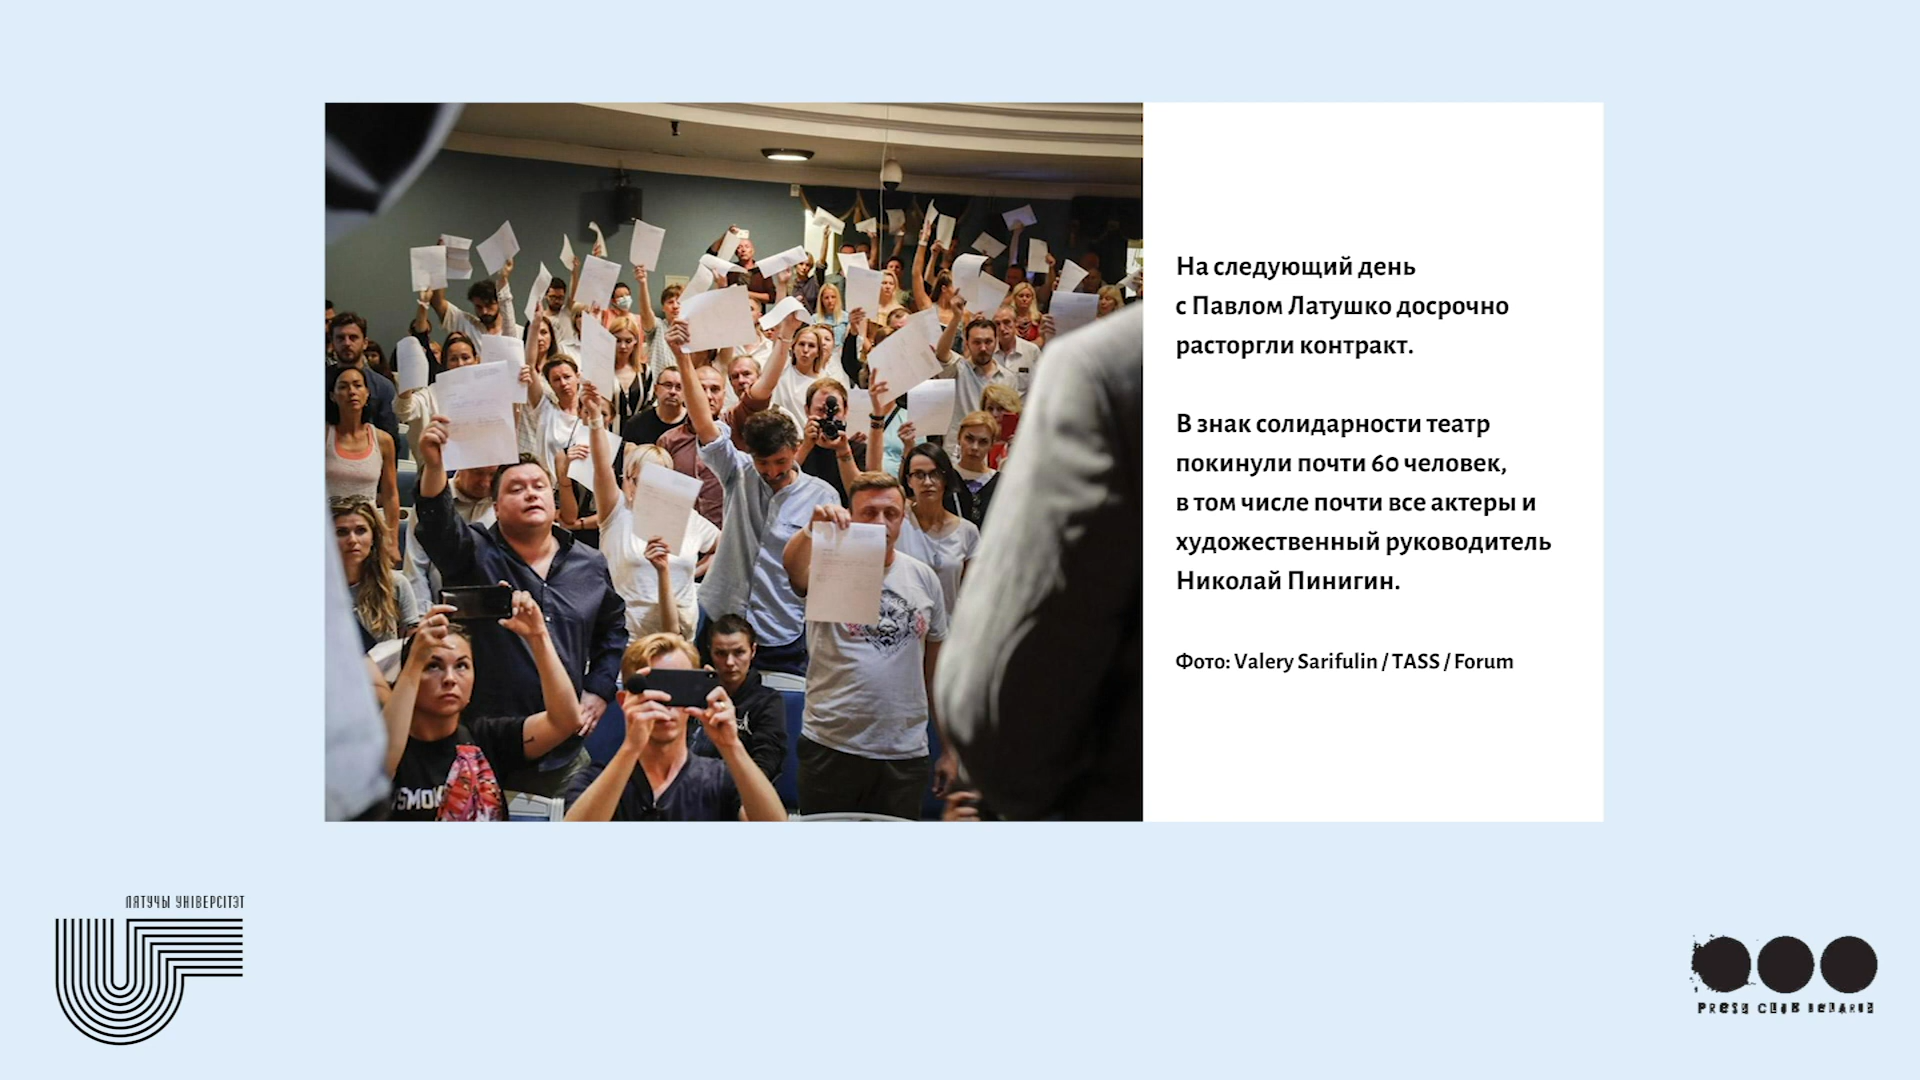 На следующий день
с Павлом Латушко досрочно
расторгли контракт.
В знак солидарности театр
покинули почти 60 человек,
в том числе почти все актеры и
художественный руководитель
Николай Пинигин.
Фото: Valery Sarifulin / TASS / Forum
ЛЯТУЧЫ УНІВЕРСІТЭТ
PRESS CLUB BELARUS